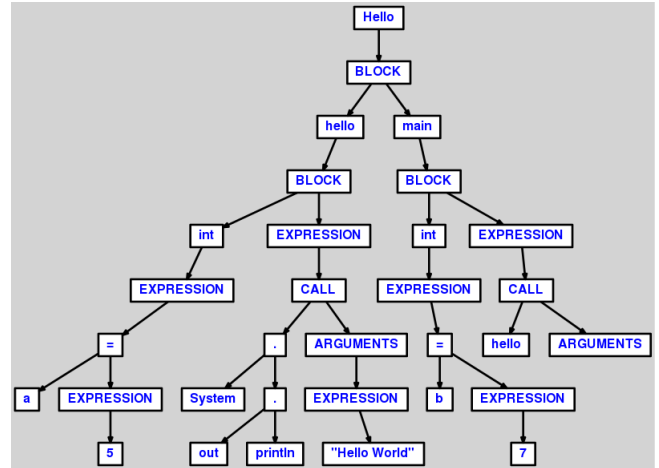 Hello
BLOCK
hello main
BLOCK BLOCK
int EXPRESSION int EXPRESSION
EXPRESSION CALL EXPRESSION CALL
= . ARGUMENTS = hello ARGUMENTS
a EXPRESSION System . EXPRESSION b EXPRESSION
5 out println "Hello World" 7